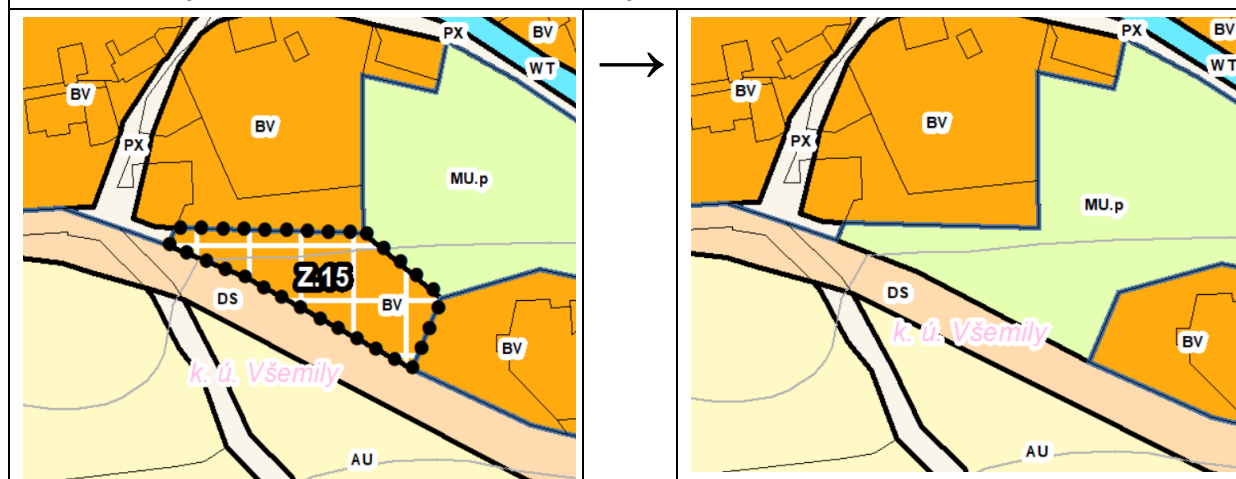 PX
BV
WT
BV
BV
PX
MU.p
Z.15
BV
DS
BV
k. ú. Všemily
AU
→
PX
BV
WT
BV
BV
PX
MU.p
DS
k. ú. Všemily
BV
AU